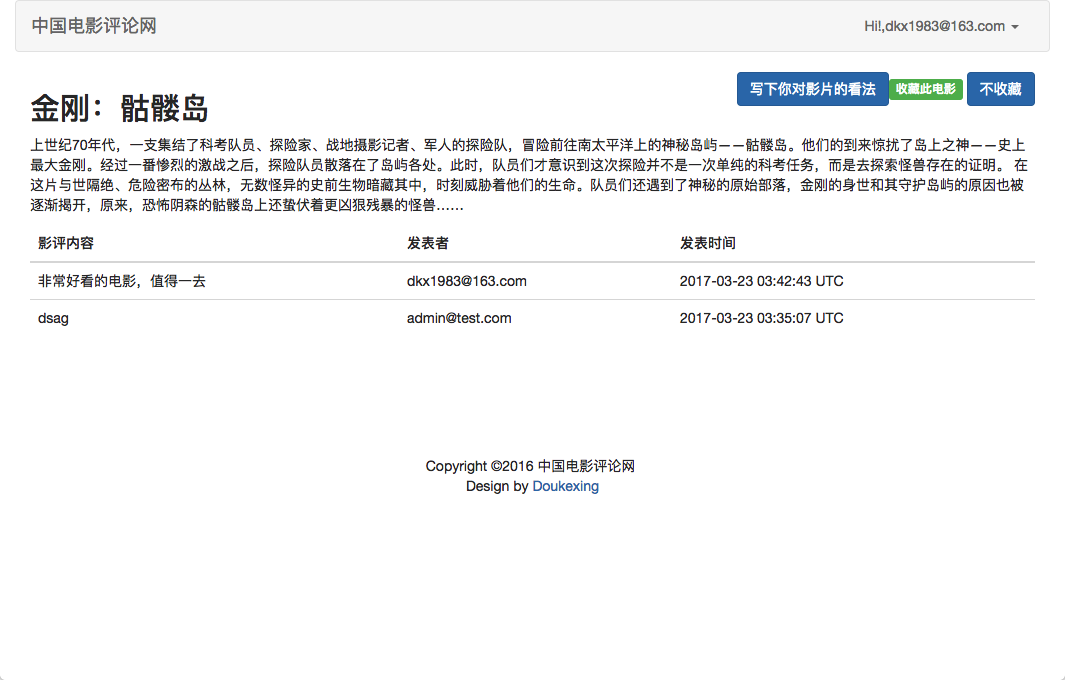 中国电影评论网 Hi!,dkx1983@163.com
写下你对影片的看法 收藏此电影 不收藏
金刚：骷髅岛
上世纪70年代，一支集结了科考队员、探险家、战地摄影记者、军人的探险队，冒险前往南太平洋上的神秘岛屿——骷髅岛。他们的到来惊扰了岛上之神——史上
最大金刚。经过一番惨烈的激战之后，探险队员散落在了岛屿各处。此时，队员们才意识到这次探险并不是一次单纯的科考任务，而是去探索怪兽存在的证明。 在
这片与世隔绝、危险密布的丛林，无数怪异的史前生物暗藏其中，时刻威胁着他们的生命。队员们还遇到了神秘的原始部落，金刚的身世和其守护岛屿的原因也被
逐渐揭开，原来，恐怖阴森的骷髅岛上还蛰伏着更凶狠残暴的怪兽……
影评内容 发表者 发表时间
非常好看的电影，值得一去 dkx1983@163.com 2017-03-23 03:42:43 UTC
dsag admin@test.com 2017-03-23 03:35:07 UTC
Copyright ©2016 中国电影评论网
Design by Doukexing